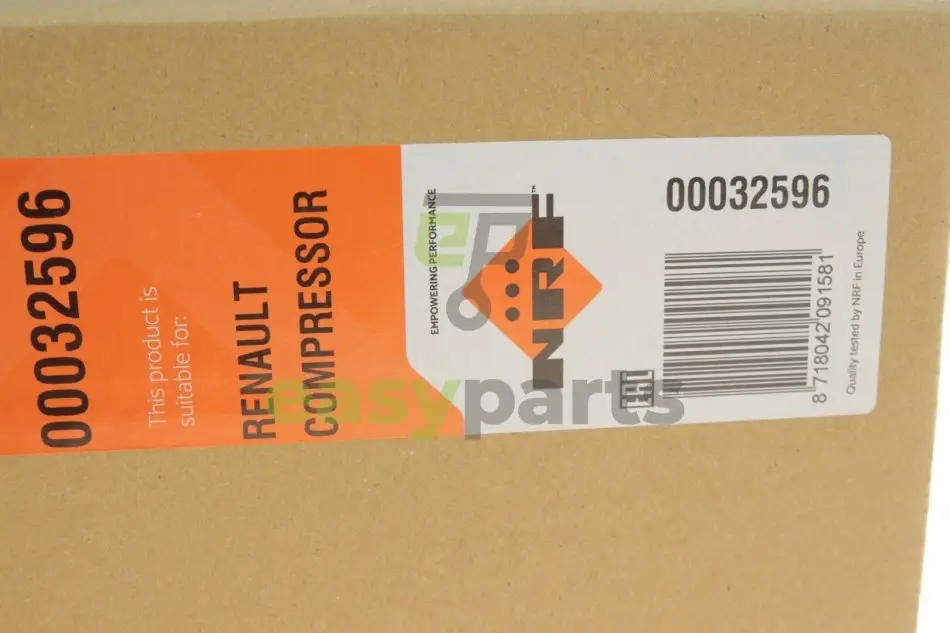 00032596
This product is
suitable for:
RENAULT
COMPRESSOR
EMPOWERING PERFORMANCE
NRF™
00032596
8 718042 091581
Quality tested by NRF in Europe
EAC
easyparts